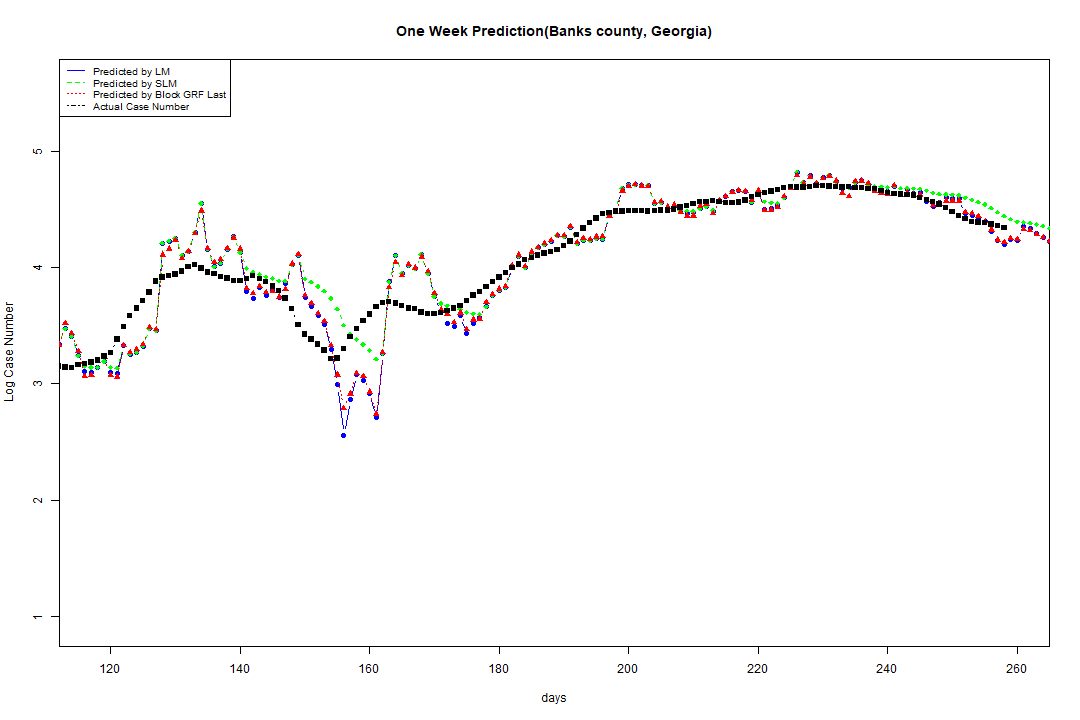 One Week Prediction(Banks county, Georgia)
Predicted by LM
Predicted by SLM
Predicted by Block GRF Last
Actual Case Number
5
4
3
2
1
Log Case Number
120 140 160 180 200 220 240 260
days